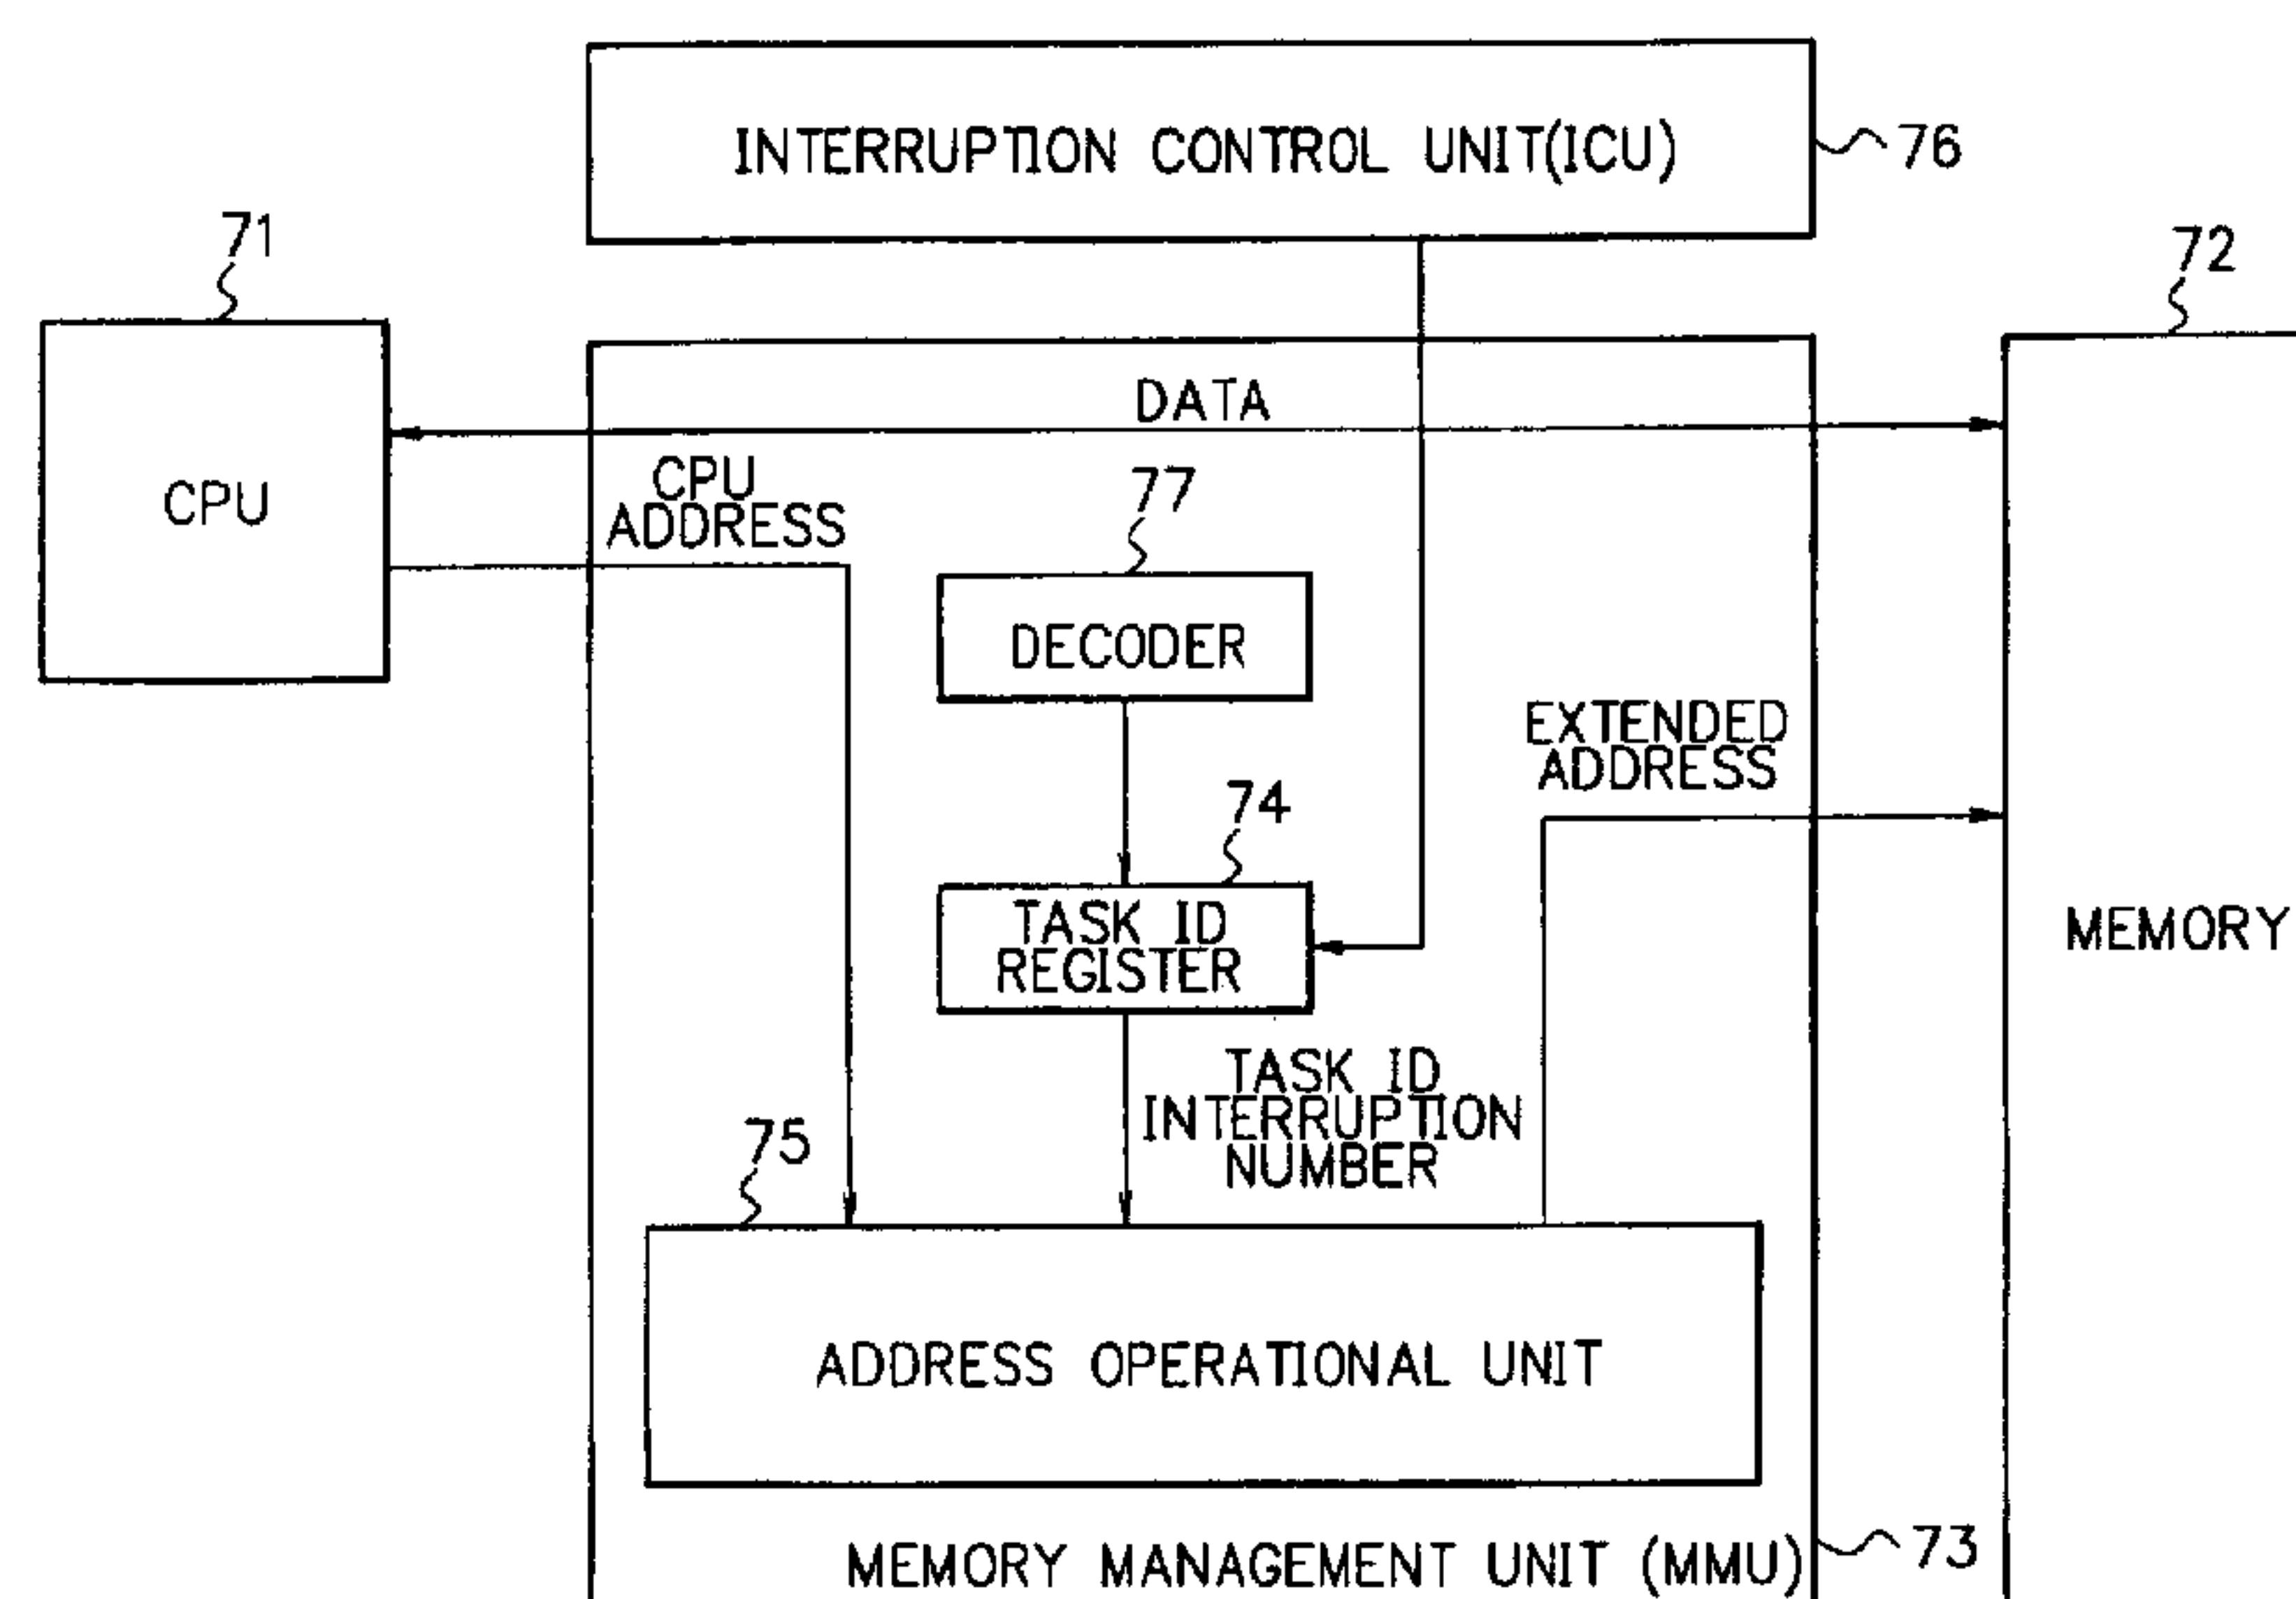 INTERRUPTION CONTROL UNIT(ICU)
76
71
72
DATA
CPU
CPU
ADDRESS
77
DECODER
EXTENDED
ADDRESS
74
TASK ID
REGISTER
MEMORY
TASK ID
INTERRUPTION
NUMBER
75
ADDRESS OPERATIONAL UNIT
MEMORY MANAGEMENT UNIT (MMU)
73